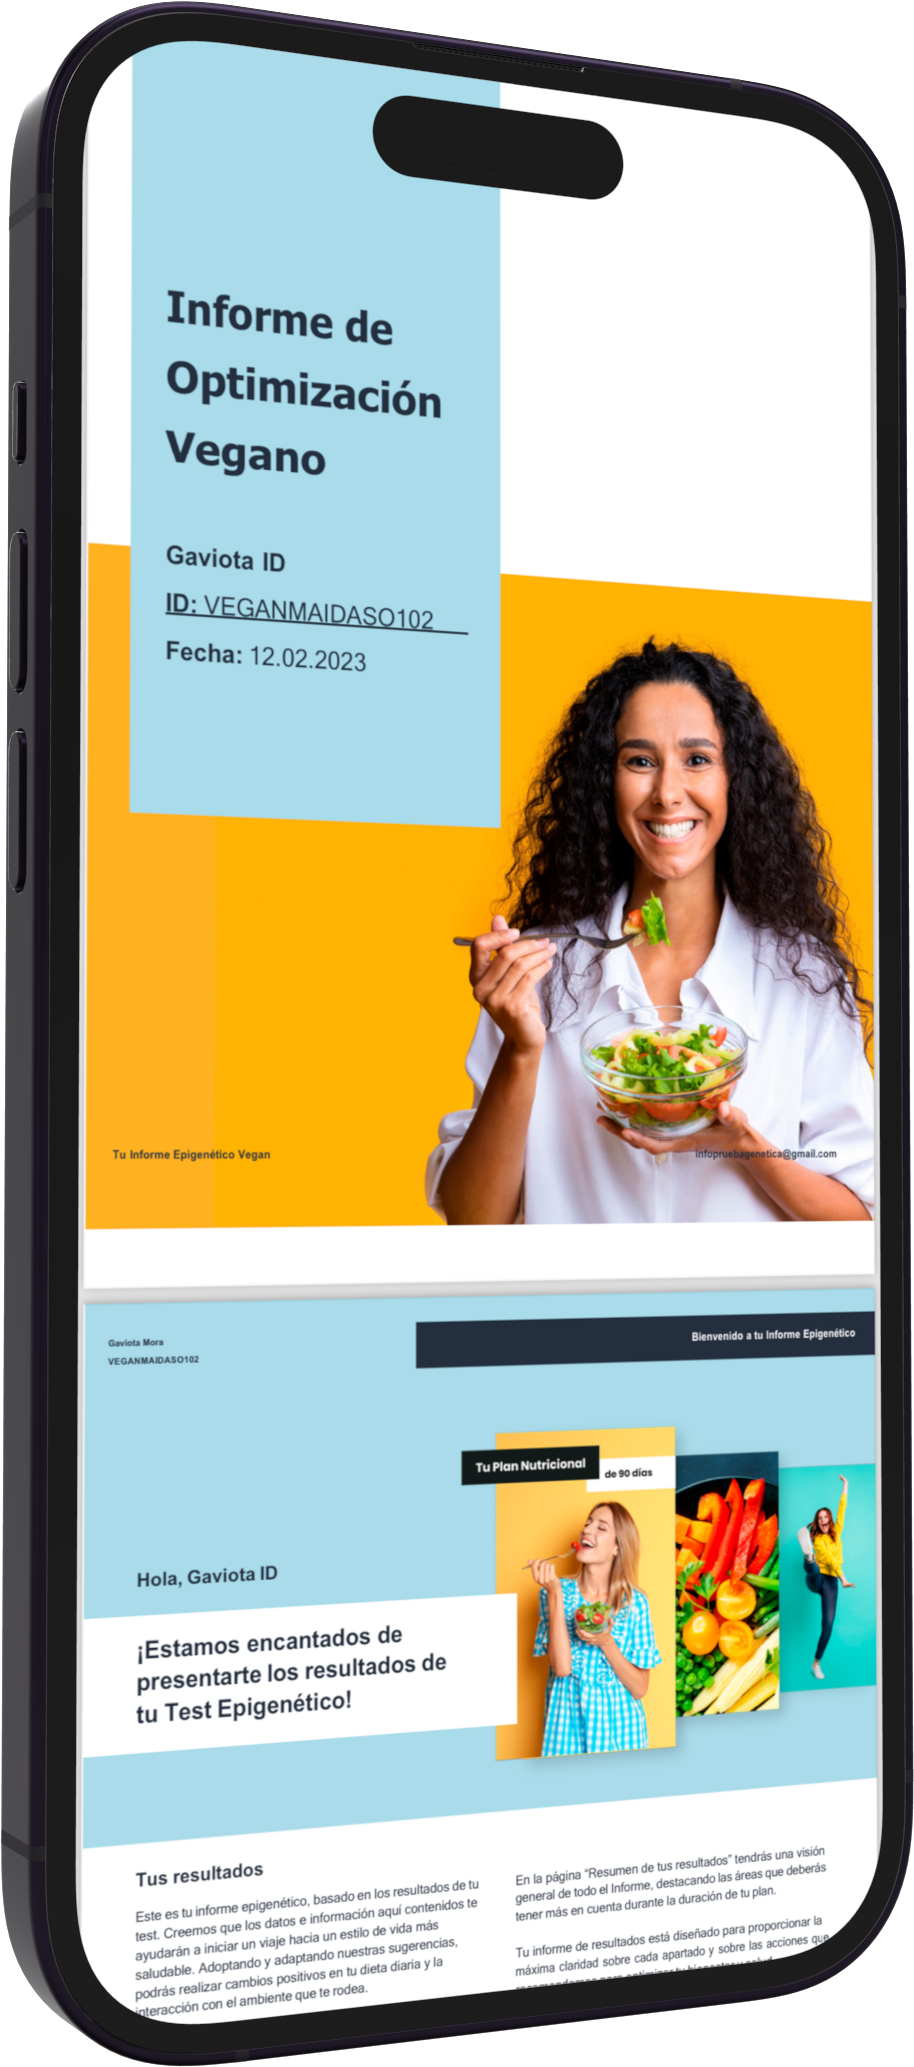 Informe de
Optimización
Vegano
Gaviota ID
ID: VEGANMAIDASO102
Fecha: 12.02.2023
Tu Informe Epigenético Vegan
infopruebagenetica@gmail.com
Gaviota Mora
VEGANMAIDASO102
Bienvenido a tu Informe Epigenético
Tu Plan Nutricional
de 90 días
Hola, Gaviota ID
¡Estamos encantados de
presentarte los resultados de
tu Test Epigenético!
Tus resultados
Este es tu informe epigenético, basado en los resultados de tu
test. Creemos que los datos e información aquí contenidos te
ayudarán a iniciar un viaje hacia un estilo de vida más
saludable. Adoptando y adaptando nuestras sugerencias,
podrás realizar cambios positivos en tu dieta diaria y la
interacción con el ambiente que te rodea.
En la página “Resumen de tus resultados” tendrás una visión
general de todo el Informe, destacando las áreas que deberás
tener más en cuenta durante la duración de tu plan.
Tu informe de resultados está diseñado para proporcionar la
máxima claridad sobre cada apartado y sobre las acciones que